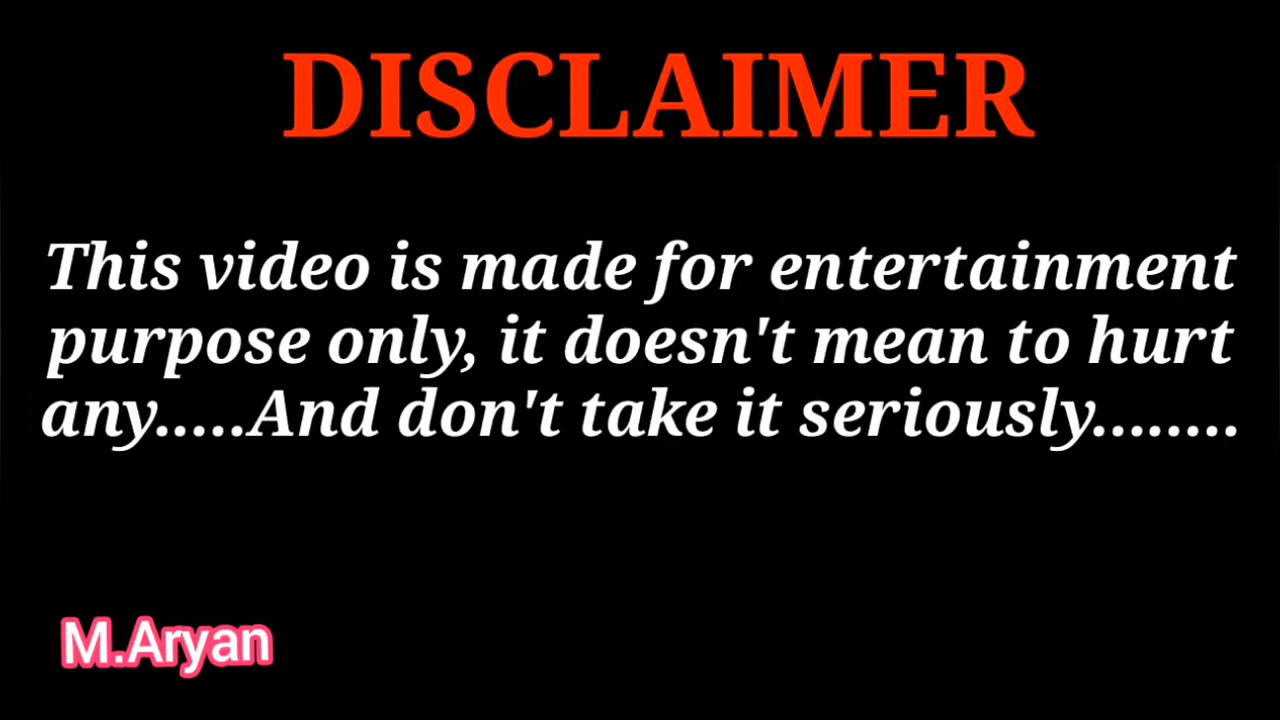 DISCLAIMER
This video is made for entertainment
purpose only, it doesn't mean to hurt
any.....And don't take it seriously........
M.Aryan